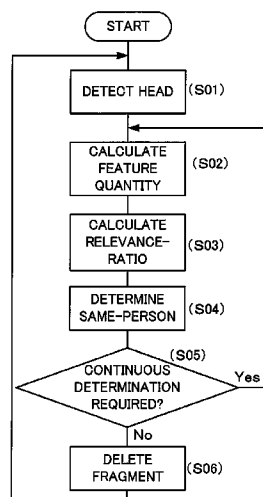 START
DETECT HEAD (S01)
CALCULATE
FEATURE
QUANTITY
(S02)
CALCULATE
RELEVANCE-
RATIO
(S03)
DETERMINE
SAME-PERSON
(S04)
(S05)
CONTINUOUS
DETERMINATION
REQUIRED?
Yes
No
DELETE
FRAGMENT
(S06)